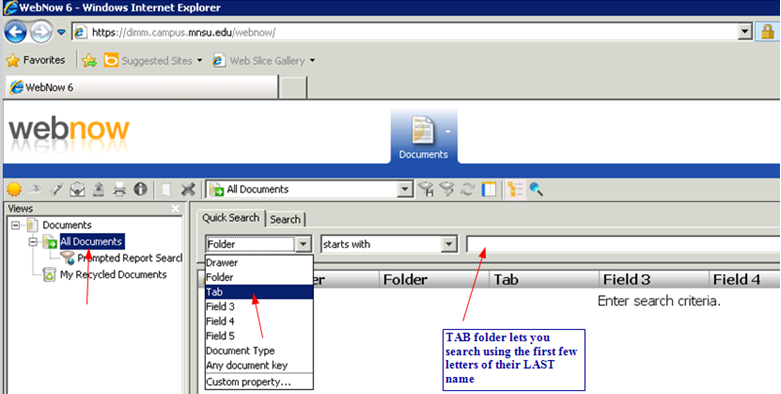 WebNow 6 - Windows Internet Explorer
https://dimm.campus.mnsu.edu/webnow/
Favorites Suggested Sites Web Slice Gallery
WebNow 6
webnow
Documents
All Documents
Views
Documents
All Documents
Prompted Report Searcl
My Recycled Documents
Quick Search Search
Folder starts with
Drawer
Folder
Tab
Field 3
Field 4
Field 5
Document Type
Any document key
Custom property...
er Folder Tab Field 3 Field 4
Enter search criteria.
TAB folder lets you
search using the first few
letters of their LAST
name